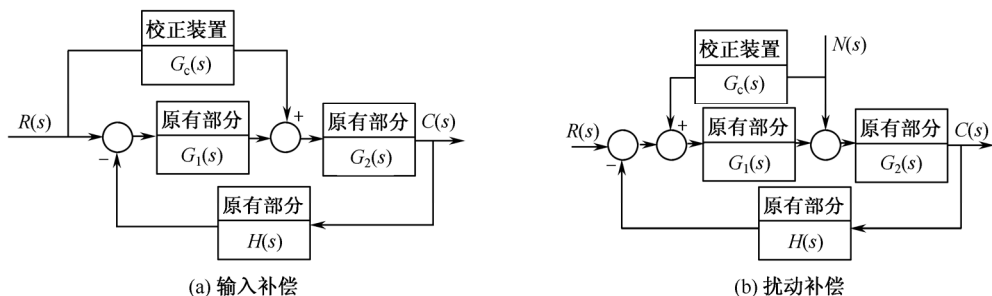 校正装置
G_c(s)
R(s)
+
−
原有部分
G_1(s)
原有部分
G_2(s)
C(s)
原有部分
H(s)
(a) 输入补偿
校正装置
G_c(s)
N(s)
R(s)
+
−
原有部分
G_1(s)
原有部分
G_2(s)
C(s)
原有部分
H(s)
(b) 扰动补偿